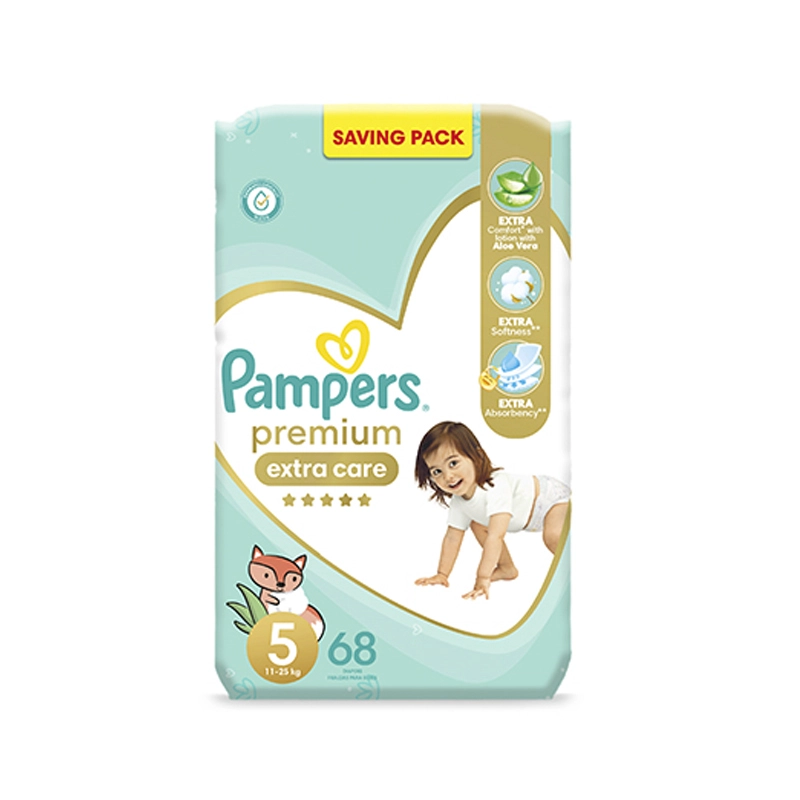 SAVING PACK
EXTRA
Comfort* with
lotion with
Aloe Vera
EXTRA
Softness**
EXTRA
Absorbency**
Pampers®
premium
extra care
5
11-25 kg
68